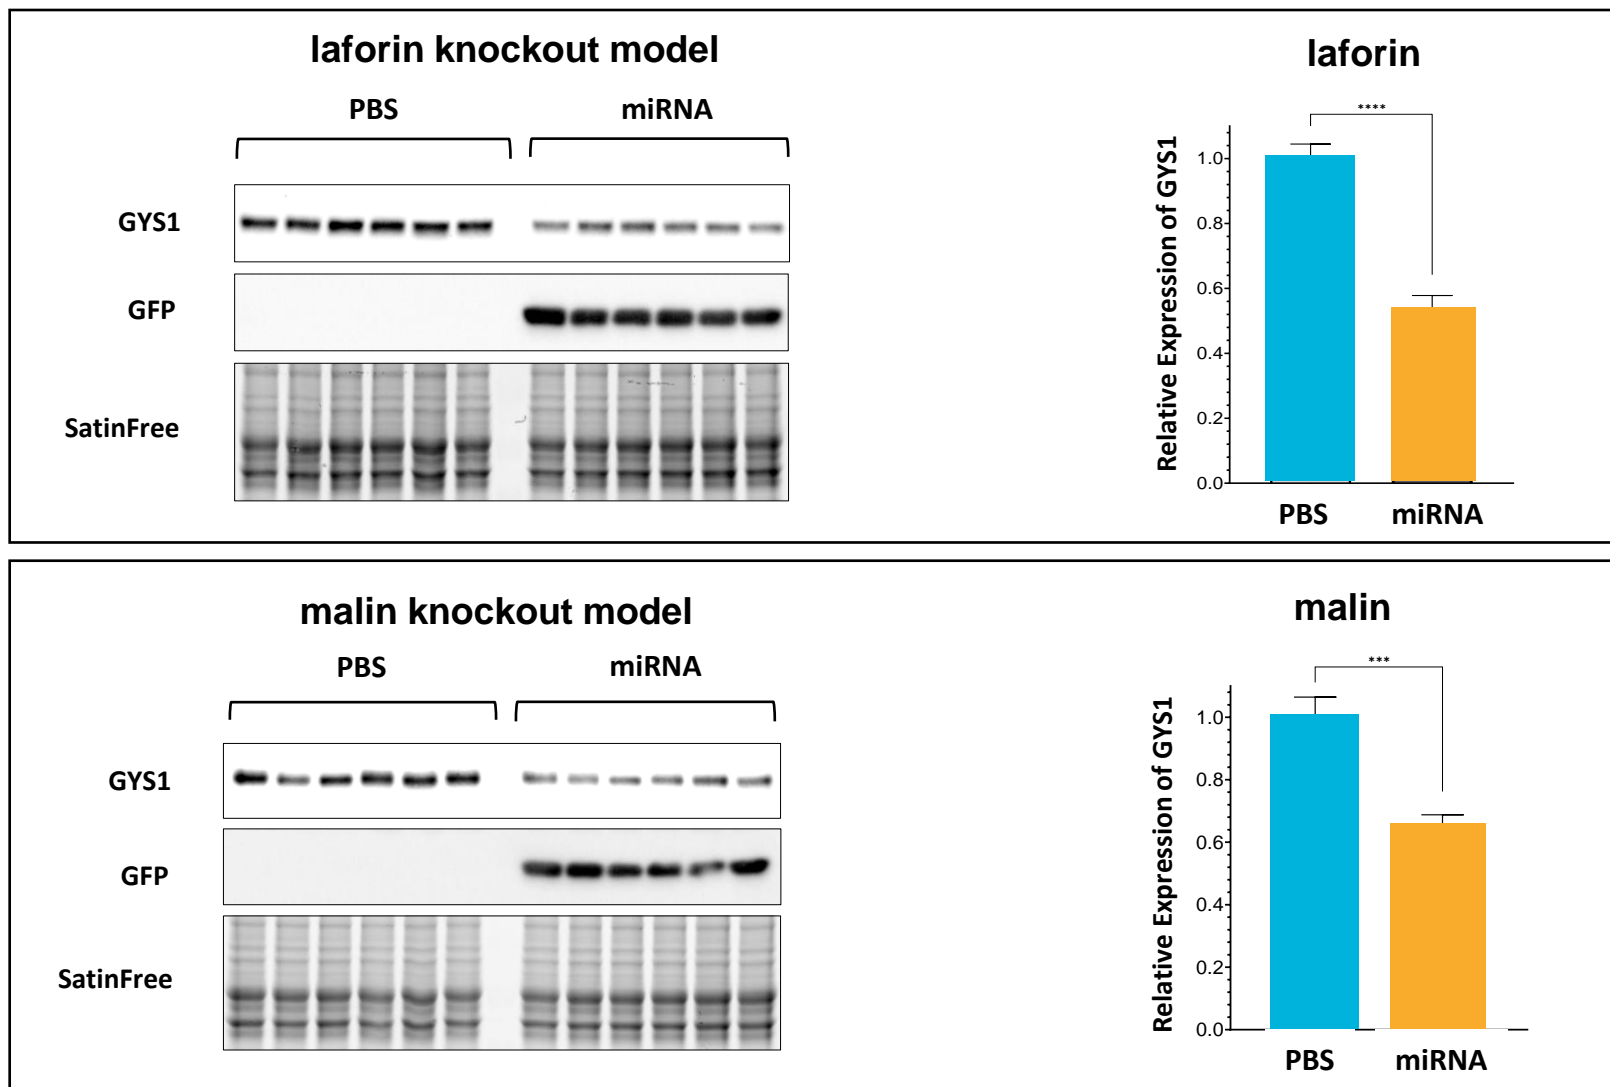 laforin knockout model
PBS miRNA
GYS1
GFP
SatinFree
laforin
****
Relative Expression of GYS1
1.0
0.8
0.6
0.4
0.2
0.0
PBS miRNA
malin knockout model
PBS miRNA
GYS1
GFP
SatinFree
malin
***
Relative Expression of GYS1
1.0
0.8
0.6
0.4
0.2
0.0
PBS miRNA